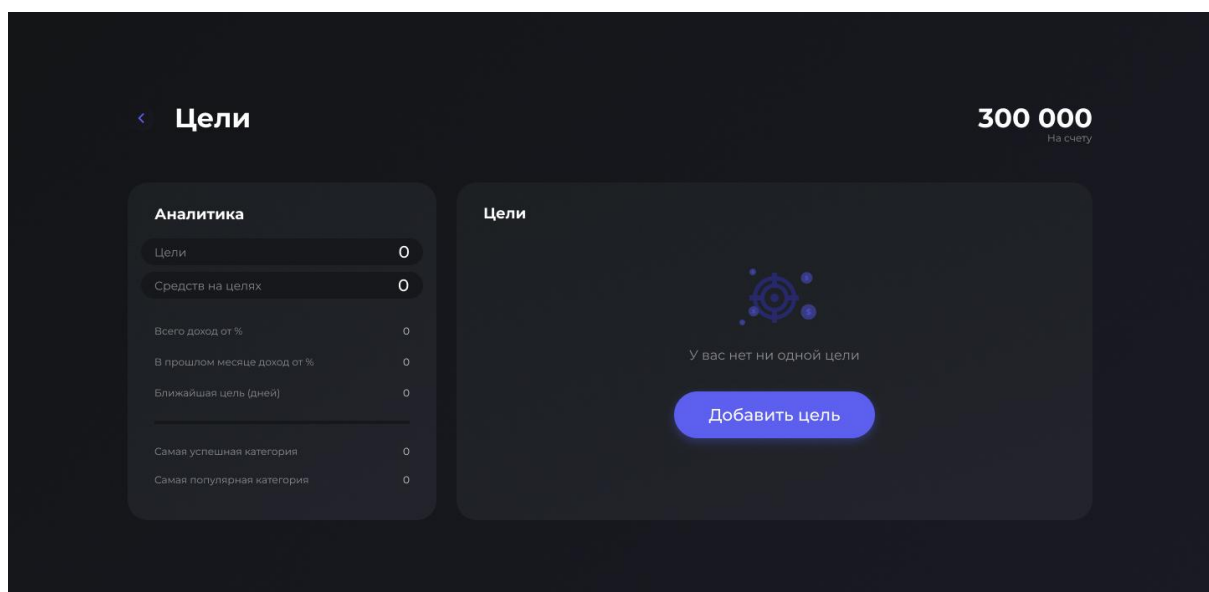 Цели
300 000
На счету
Аналитика
Цели 0
Средств на целях 0
Всего доход от % 0
В прошлом месяце доход от % 0
Ближайшая цель (дней) 0
Самая успешная категория 0
Самая популярная категория 0
Цели
У вас нет ни одной цели
Добавить цель